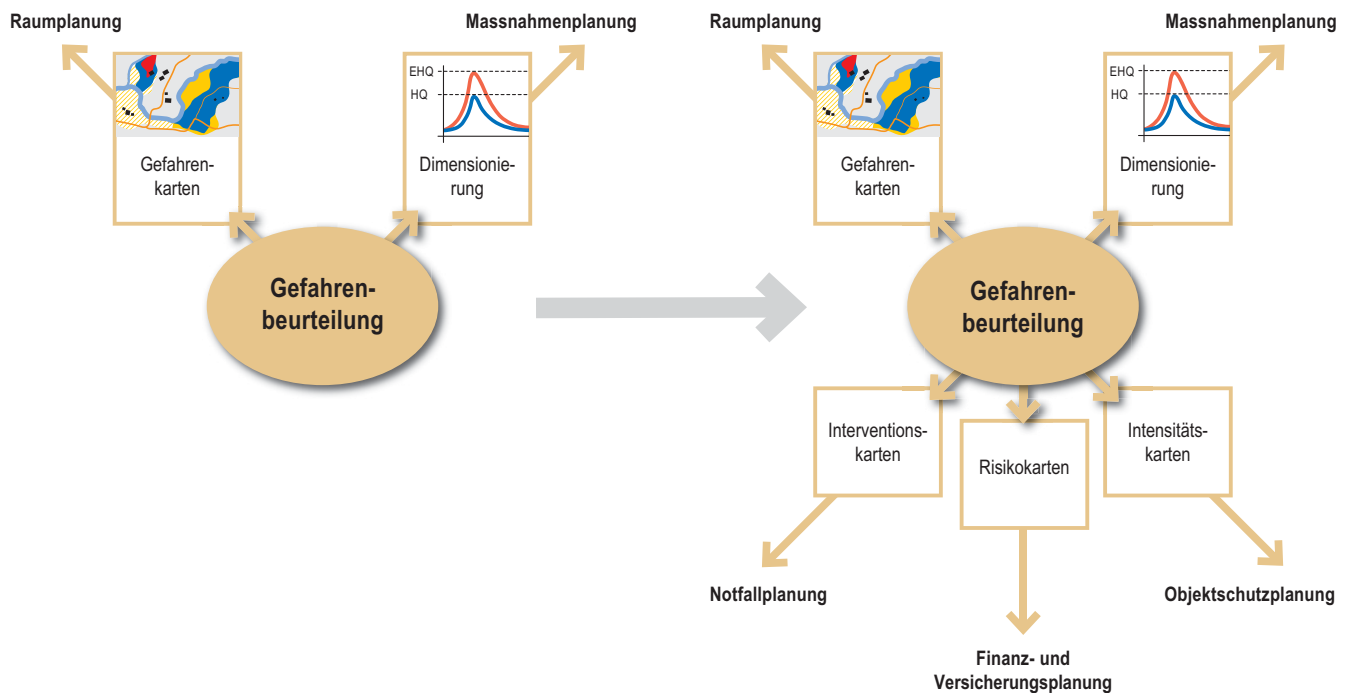 Raumplanung
Massnahmenplanung
EHQ
HQ
Gefahren-
karten
Dimensionie-
rung
Gefahren-
beurteilung
Raumplanung
Massnahmenplanung
EHQ
HQ
Gefahren-
karten
Dimensionie-
rung
Gefahren-
beurteilung
Interventions-
karten
Risikokarten
Intensitäts-
karten
Notfallplanung
Objektschutzplanung
Finanz- und
Versicherungsplanung